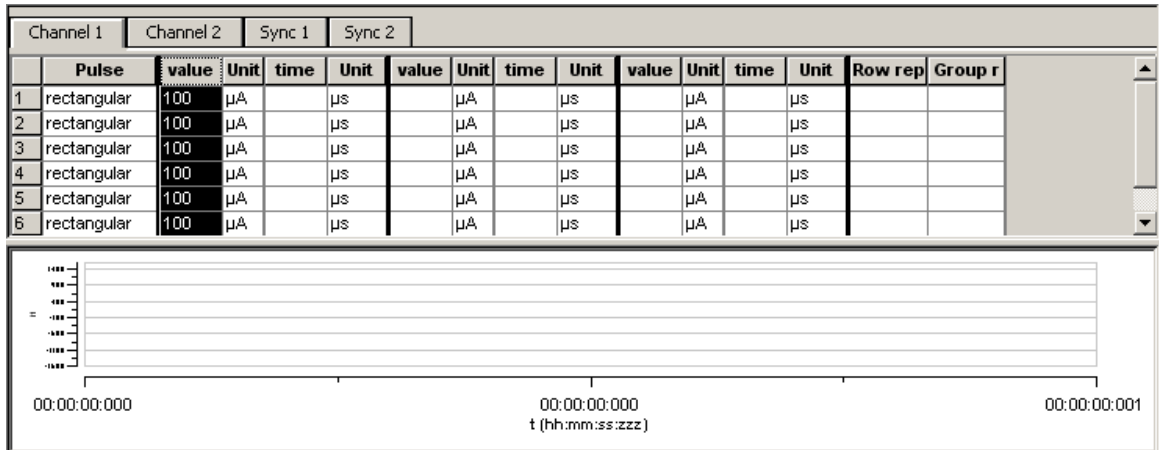 Channel 1 Channel 2 Sync 1 Sync 2
Pulse value Unit time Unit value Unit time Unit value Unit time Unit Row rep Group r
1 rectangular 100 µA µs µA µs µA µs
2 rectangular 100 µA µs µA µs µA µs
3 rectangular 100 µA µs µA µs µA µs
4 rectangular 100 µA µs µA µs µA µs
5 rectangular 100 µA µs µA µs µA µs
6 rectangular 100 µA µs µA µs µA µs
00:00:00:000 00:00:00:000 00:00:00:001
t (hh:mm:ss:zzz)